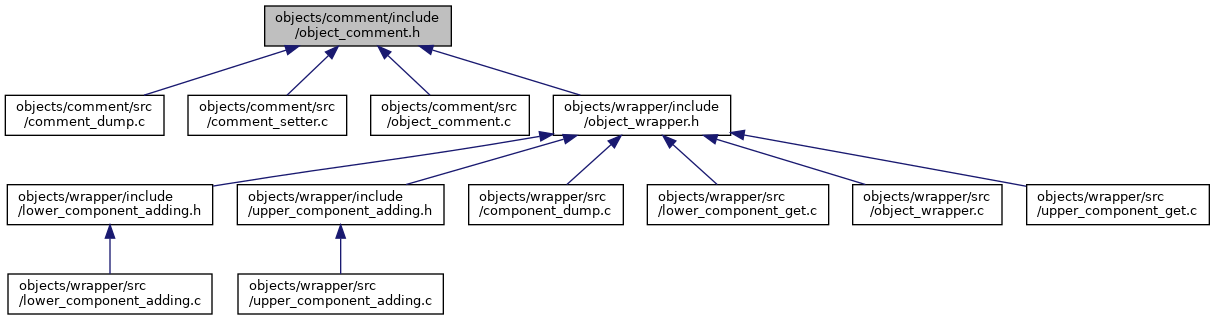 objects/comment/include
/object_comment.h
objects/comment/src
/comment_dump.c
objects/comment/src
/comment_setter.c
objects/comment/src
/object_comment.c
objects/wrapper/include
/object_wrapper.h
objects/wrapper/include
/lower_component_adding.h
objects/wrapper/include
/upper_component_adding.h
objects/wrapper/src
/component_dump.c
objects/wrapper/src
/lower_component_get.c
objects/wrapper/src
/object_wrapper.c
objects/wrapper/src
/upper_component_get.c
objects/wrapper/src
/lower_component_adding.c
objects/wrapper/src
/upper_component_adding.c